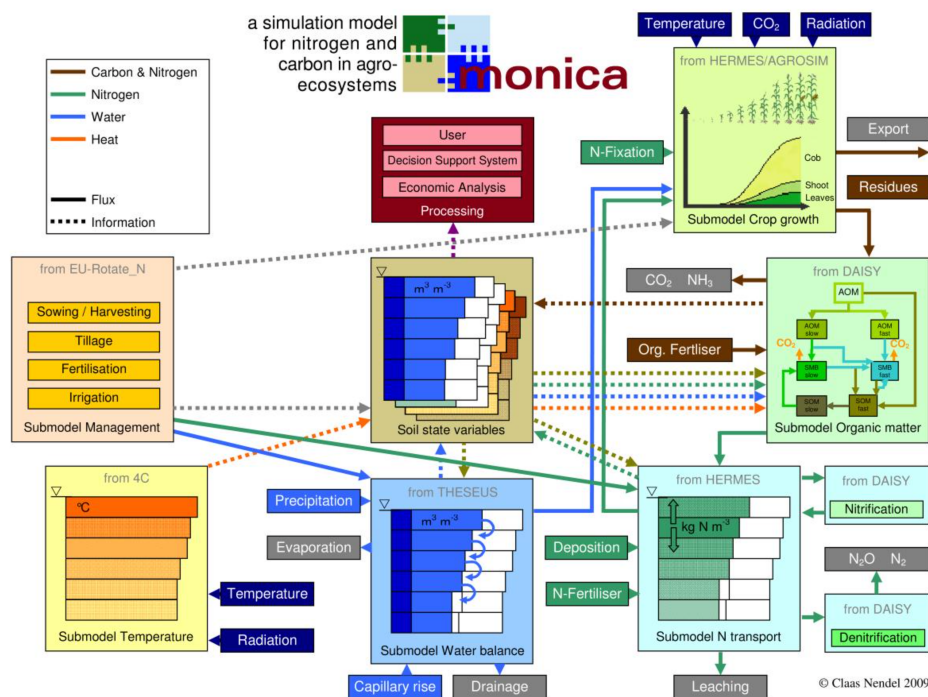 a simulation model
for nitrogen and
carbon in agro-
ecosystems
monica
Carbon & Nitrogen
Nitrogen
Water
Heat
Flux
Information
Temperature
CO₂
Radiation
from HERMES/AGROSIM
Cob
Shoot
Leaves
Submodel Crop growth
N-Fixation
Export
Residues
User
Decision Support System
Economic Analysis
Processing
from EU-Rotate_N
Sowing / Harvesting
Tillage
Fertilisation
Irrigation
Submodel Management
m³ m⁻³
Soil state variables
CO₂ NH₃
Org. Fertliser
from DAISY
AOM
AOM
slow
AOM
fast
CO₂
CO₂
SMB
slow
SMB
fast
SOM
slow
SOM
fast
Submodel Organic matter
from 4C
°C
Submodel Temperature
Temperature
Radiation
Precipitation
Evaporation
from THESEUS
m³ m⁻³
Submodel Water balance
Capillary rise
Drainage
Deposition
N-Fertiliser
from HERMES
kg N m⁻³
Submodel N transport
Leaching
from DAISY
Nitrification
N₂O N₂
from DAISY
Denitrification
© Claas Nendel 2009